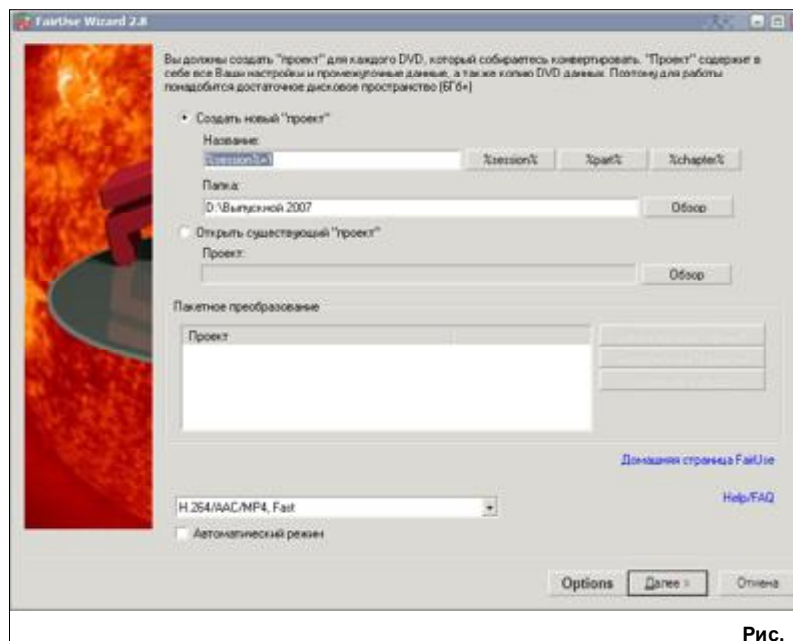 FairUse Wizard 2.8
Вы должны создать "проект" для каждого DVD, который собираетесь конвертировать. "Проект" содержит в
себе все Ваши настройки и промежуточные данные, а также копию DVD данных. Поэтому для работы
понадобится достаточное дисковое пространство (6Гб+)
Создать новый "проект"
Название:
%session%+1 %session% %part% %chapter%
Папка:
D:\Выпускной 2007 Обзор
Открыть существующий "проект"
Проект:
Обзор
Пакетное преобразование
Проект
Домашняя страница FairUse
H.264/AAC/MP4, Fast
Help/FAQ
Автоматический режим
Options Далее > Отмена
Рис.